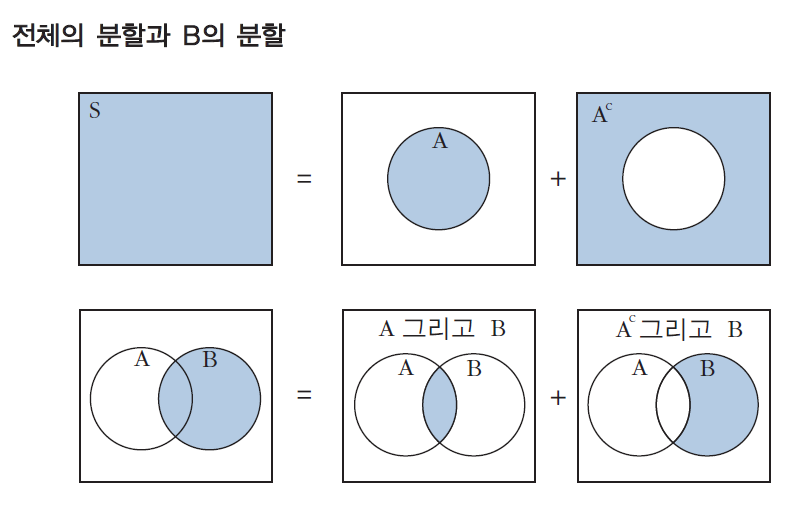 전체의 분할과 B의 분할
S
=
A
+
Aᶜ
A B
=
A 그리고 B
A B
+
Aᶜ 그리고 B
A B